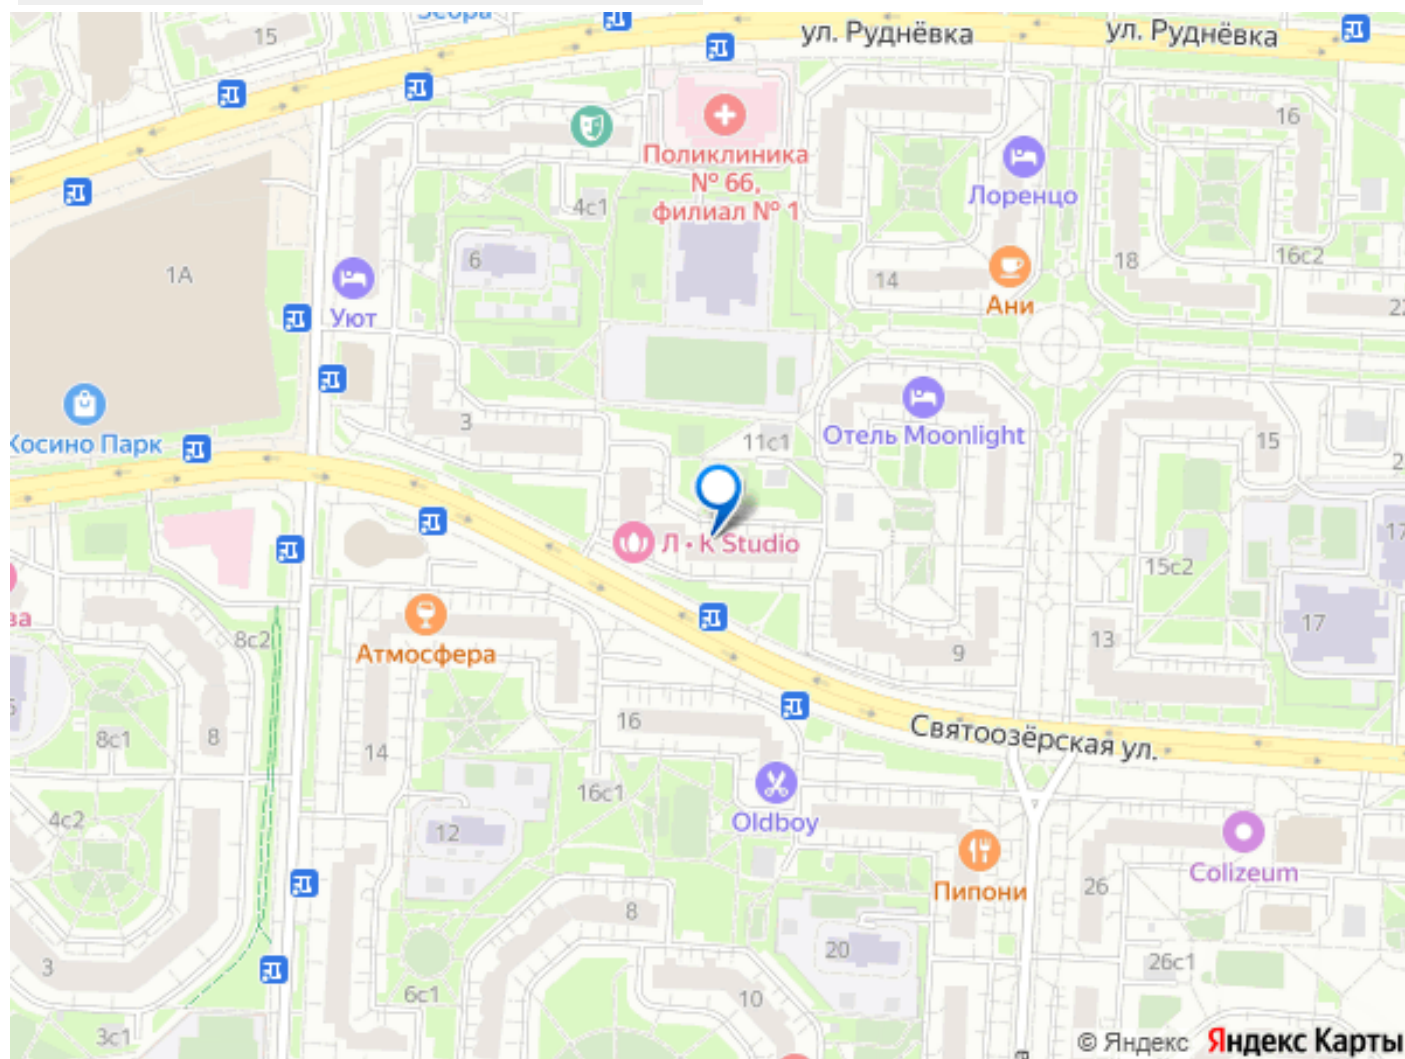 Зебра
ул. Руднёвка
ул. Руднёвка
15
16
Поликлиника
№ 66,
филиал № 1
Лоренцо
4с1
6
1А
18
16с2
14
Ани
Уют
3
11с1
Косино Парк
Отель Moonlight
15
17
Л • К Studio
15с2
17
8с2
Атмосфера
9
13
16
Святоозёрская ул.
8с1
8
14
16с1
4с2
12
Oldboy
Colizeum
Пипони
26
8
20
3
26с1
6с1
10
3с1
© Яндекс Яндекс Карты